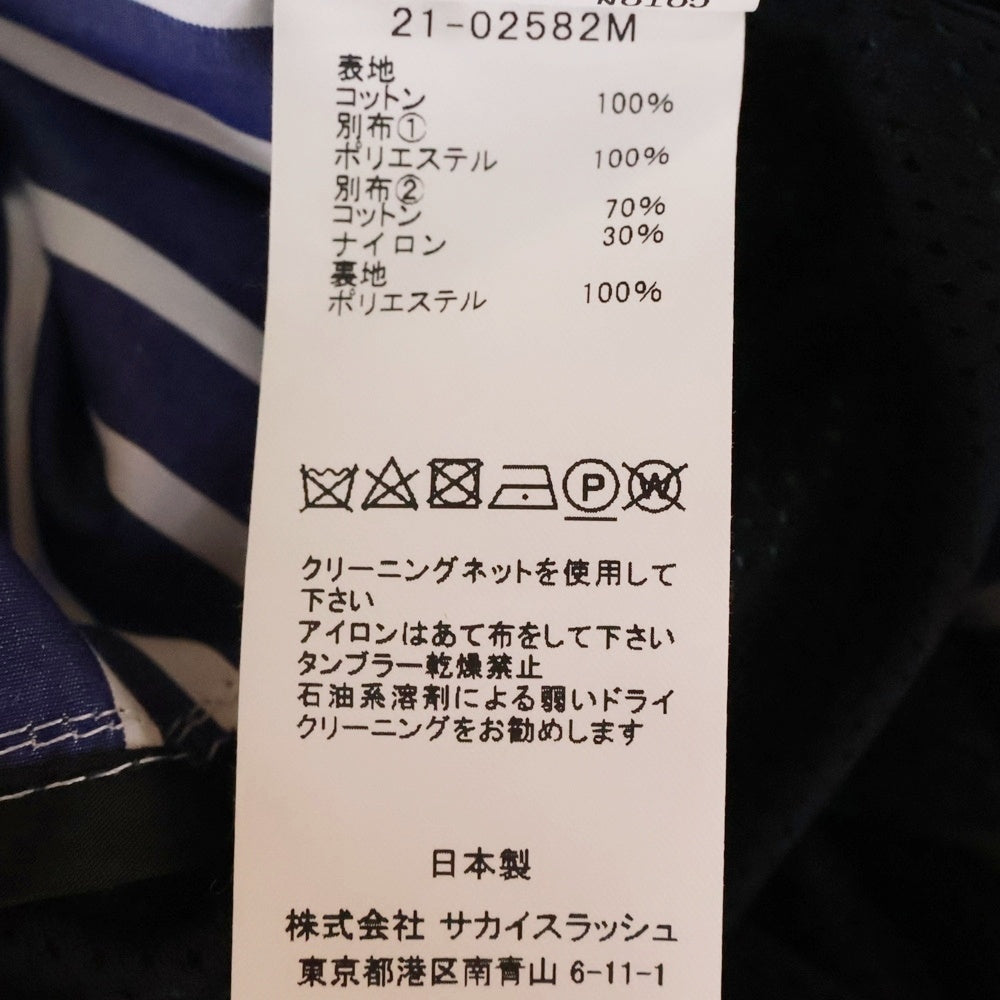 21-02582M
表地
コットン 100%
別布①
ポリエステル 100%
別布②
コットン 70%
ナイロン 30%
裏地
ポリエステル 100%
P W
クリーニングネットを使用して
下さい
アイロンはあて布をして下さい
タンブラー乾燥禁止
石油系溶剤による弱いドライ
クリーニングをお勧めします
日本製
株式会社 サカイスラッシュ
東京都港区南青山 6-11-1